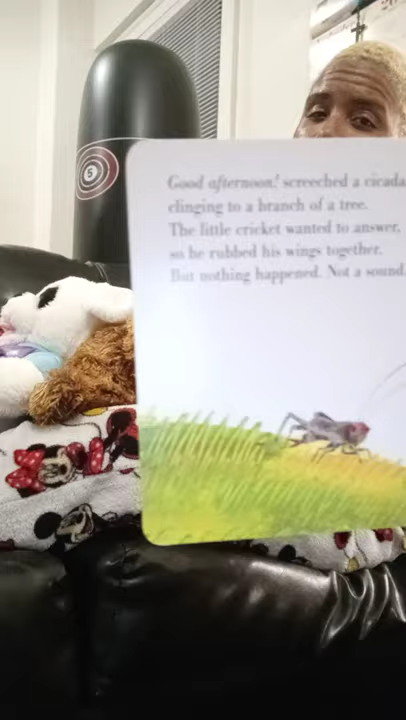 Good afternoon! screeched a cicada
clinging to a branch of a tree.
The little cricket wanted to answer,
so he rubbed his wings together.
But nothing happened. Not a sound.
5